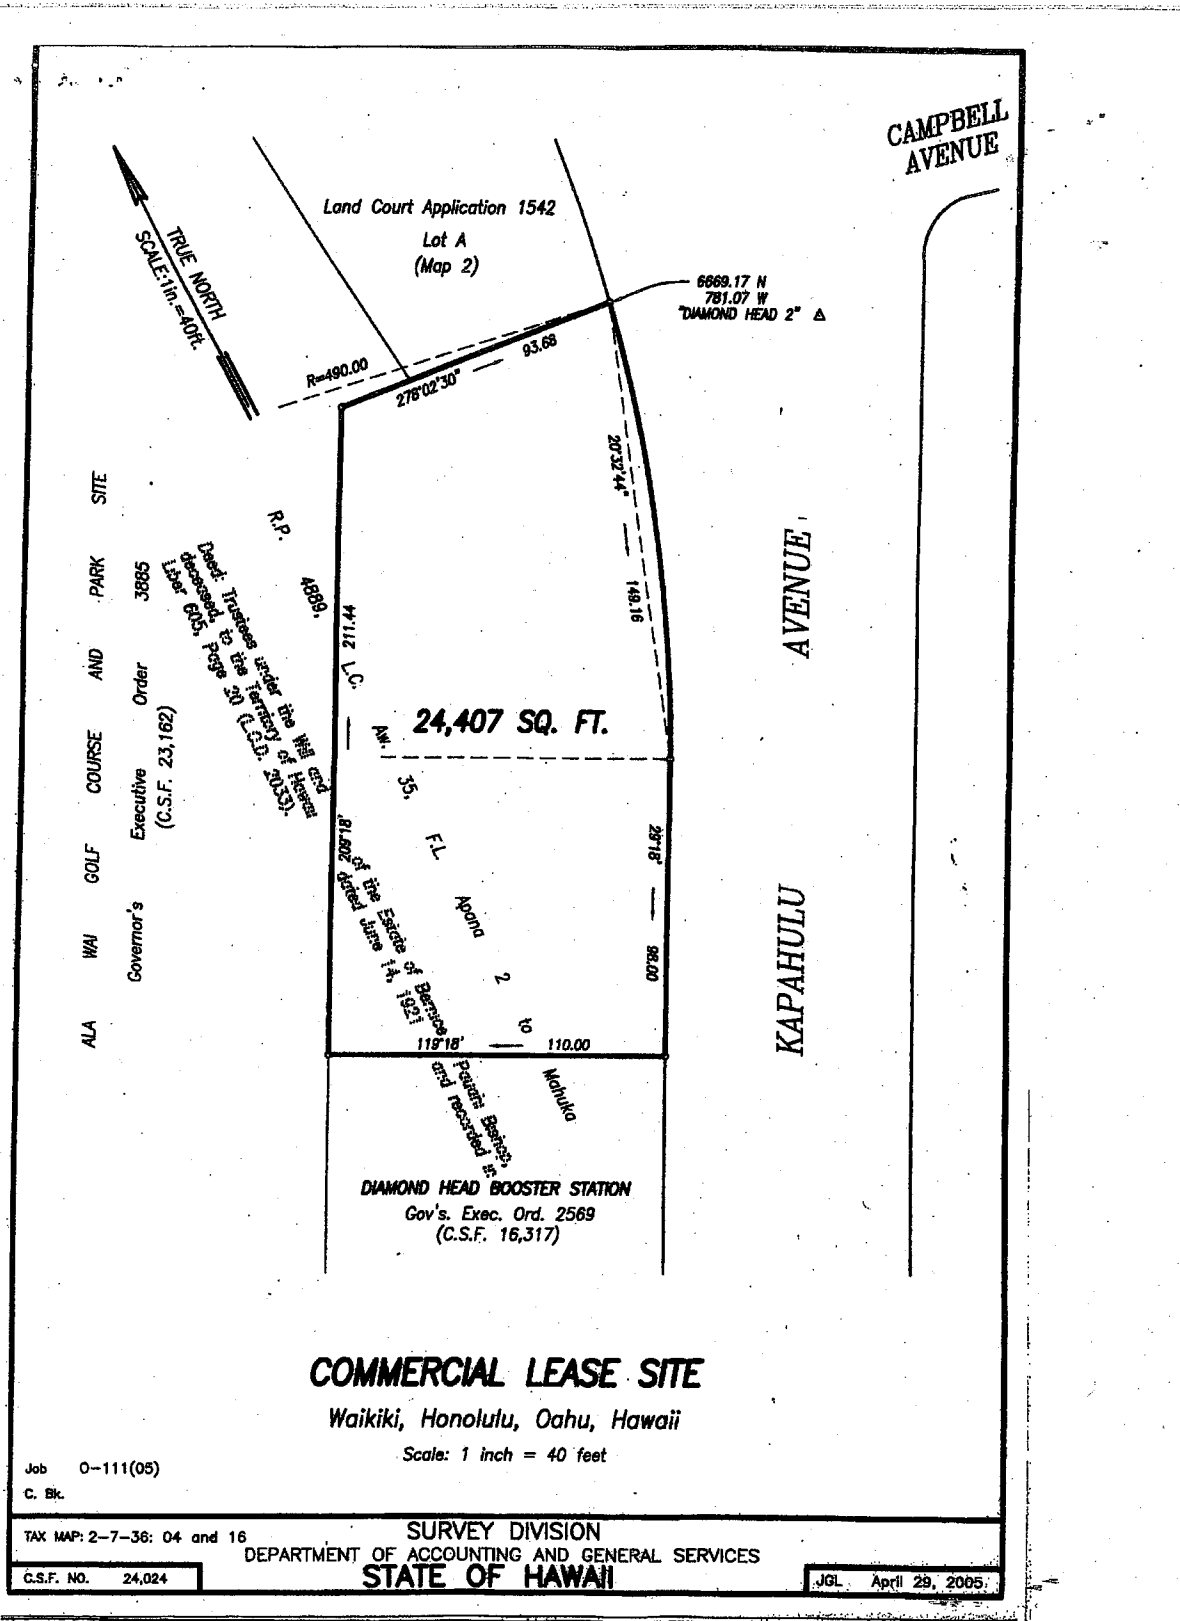 CAMPBELL
AVENUE
Land Court Application 1542
Lot A
(Map 2)
TRUE NORTH
SCALE:1in.=40ft.
6669.17 N
781.07 W
"DIAMOND HEAD 2" △
R=490.00
278°02'30" — 93.68
20°32'44" — 149.16
ALA WAI GOLF COURSE AND PARK SITE
Governor's Executive Order 3885
(C.S.F. 23,162)
R.P. 4889, L.C. Aw. 35, F.L. Apana 2 to Mahuka
Deed: Trustees under the Will and
deceased, to the Territory of Hawaii
Liber 605, Page 20 (L.O.D. 2033).
of the Estate of Bernice Pauahi Bishop,
dated June 14, 1921 and recorded in
209°18' — 211.44
24,407 SQ. FT.
29°18' — 98.00
119°18' — 110.00
KAPAHULU AVENUE
DIAMOND HEAD BOOSTER STATION
Gov's. Exec. Ord. 2569
(C.S.F. 16,317)
COMMERCIAL LEASE SITE
Waikiki, Honolulu, Oahu, Hawaii
Scale: 1 inch = 40 feet
Job O-111(05)
C. Bk.
TAX MAP: 2-7-36: 04 and 16
SURVEY DIVISION
DEPARTMENT OF ACCOUNTING AND GENERAL SERVICES
STATE OF HAWAII
C.S.F. NO. 24,024
JGL April 29, 2005